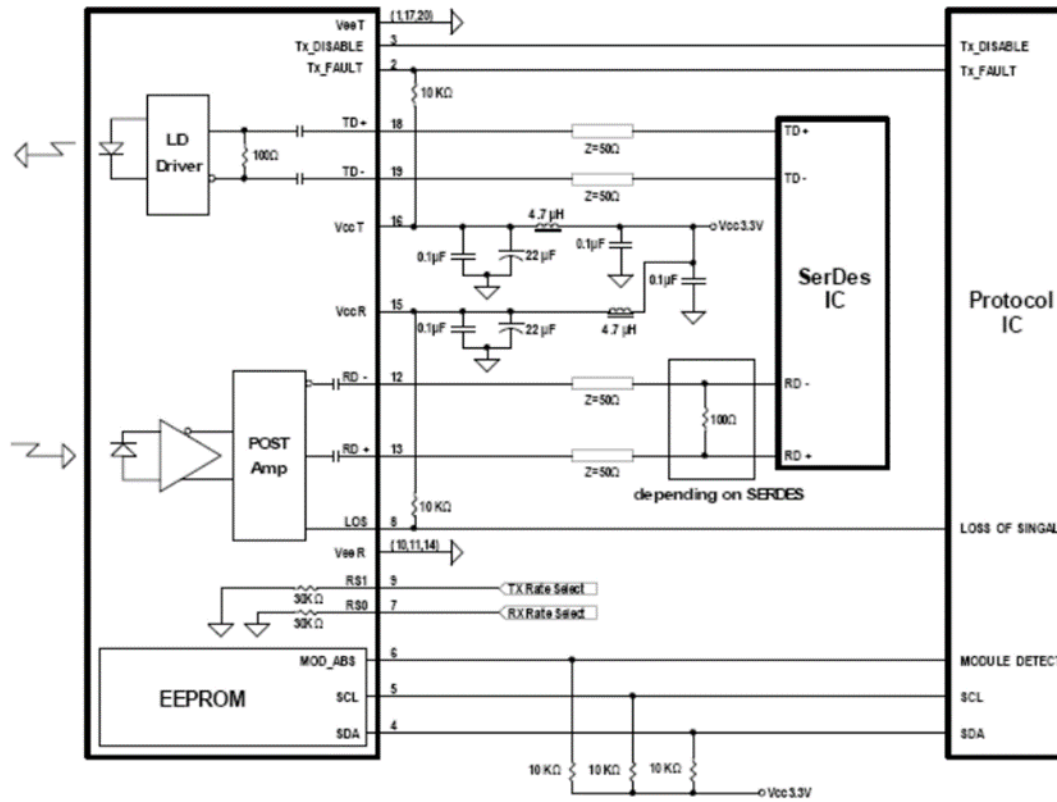 VeeT
(1,17,20)
Tx_DISABLE
3
Tx_DISABLE
Tx_FAULT
2
Tx_FAULT
10 KΩ
LD
Driver
100Ω
TD+
18
Z=50Ω
TD+
TD-
19
Z=50Ω
TD-
VccT
16
4.7 µH
Vcc3.3V
0.1µF
22 µF
0.1µF
0.1µF
SerDes
IC
Protocol
IC
VccR
15
0.1µF
22 µF
4.7 µH
RD -
12
Z=50Ω
RD -
100Ω
POST
Amp
RD +
13
Z=50Ω
RD +
depending on SERDES
10 KΩ
LOS
8
LOSS OF SINGAL
VeeR
(10,11,14)
RS1
9
30KΩ
TX Rate Select
RS0
7
30KΩ
RX Rate Select
MOD_ABS
6
MODULE DETECT
EEPROM
SCL
5
SCL
SDA
4
SDA
10 KΩ
10 KΩ
10 KΩ
Vcc3.3V